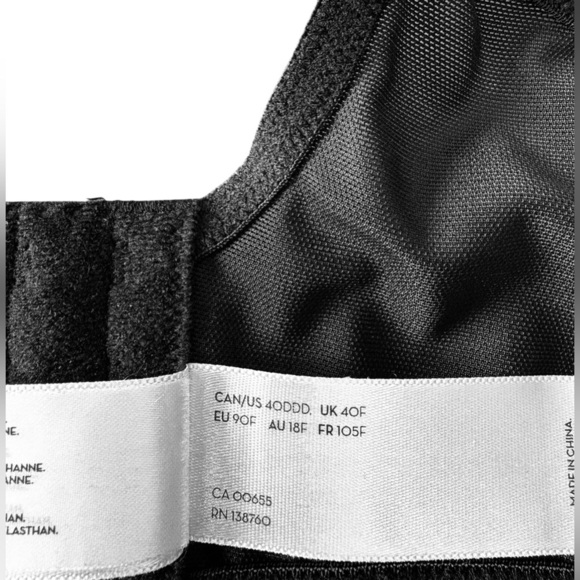 NE.
HANNE.
ANNE.
HAN.
LASTHAN.
CAN/US 40DDD, UK 40F
EU 90F AU 18F FR 105F
CA 00655
RN 138760
MADE IN CHINA.